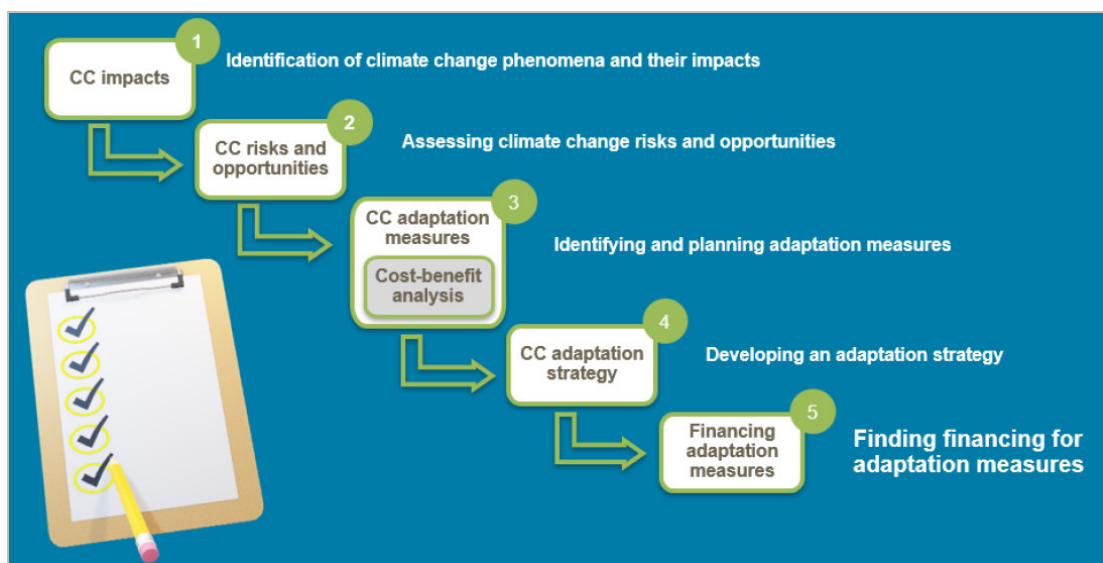 1
CC impacts
Identification of climate change phenomena and their impacts
2
CC risks and
opportunities
Assessing climate change risks and opportunities
3
CC adaptation
measures
Cost-benefit
analysis
Identifying and planning adaptation measures
4
CC adaptation
strategy
Developing an adaptation strategy
5
Financing
adaptation
measures
Finding financing for
adaptation measures